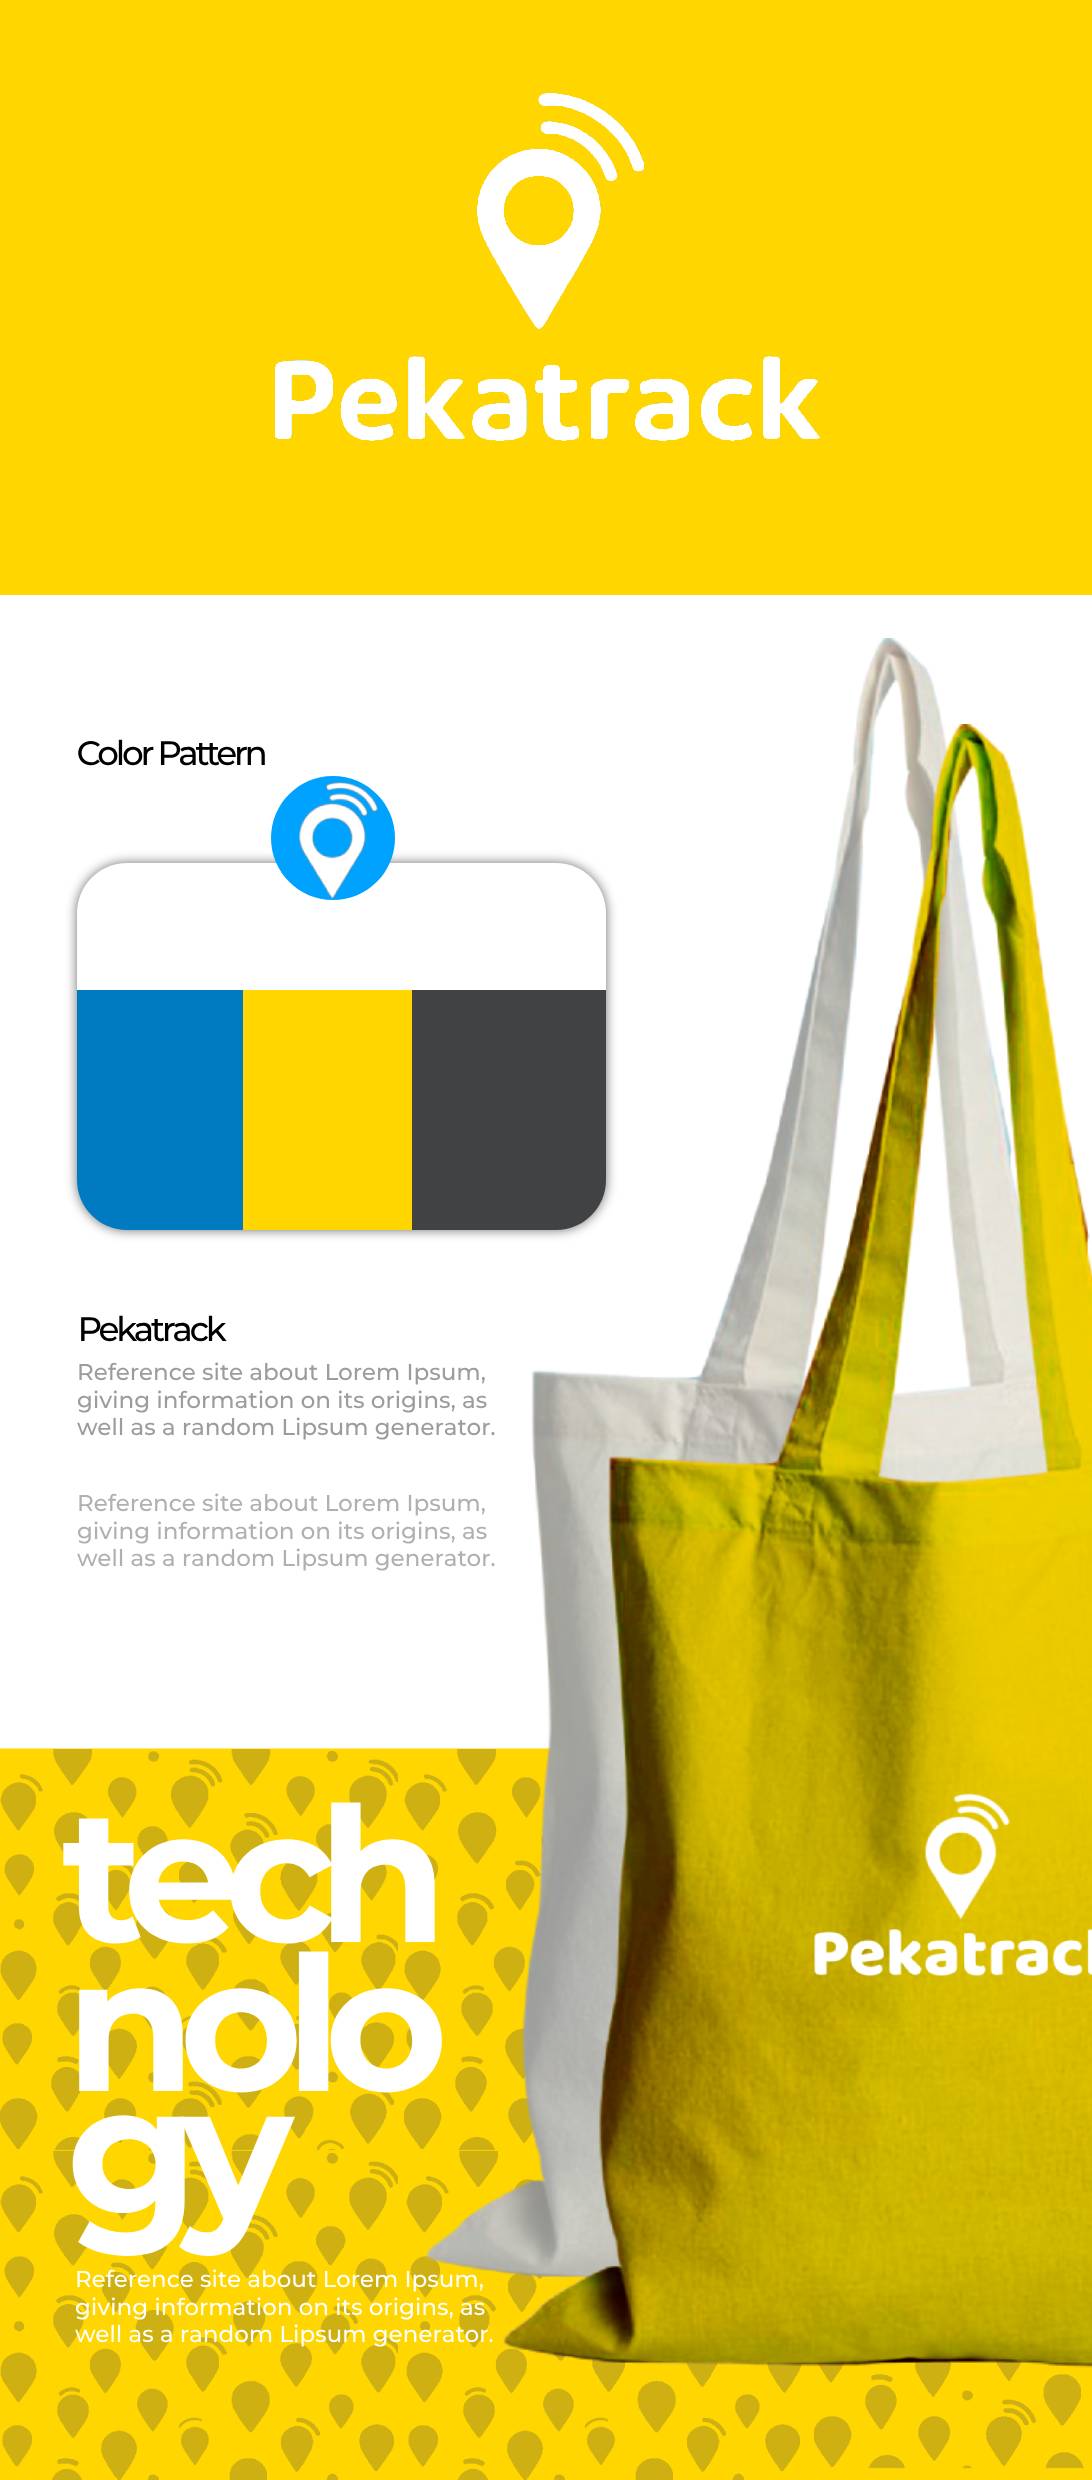 Pekatrack
Color Pattern
Pekatrack
Reference site about Lorem Ipsum,
giving information on its origins, as
well as a random Lipsum generator.
Reference site about Lorem Ipsum,
giving information on its origins, as
well as a random Lipsum generator.
Pekatrack
tech
nolo
gy
Reference site about Lorem Ipsum,
giving information on its origins, as
well as a random Lipsum generator.